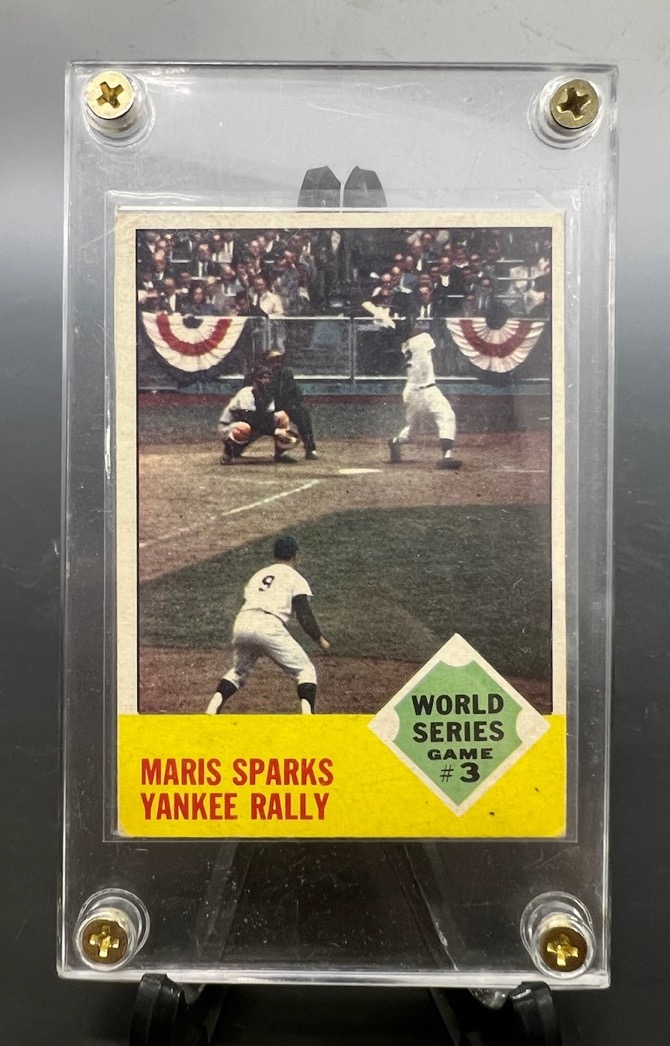 9
WORLD
SERIES
GAME
#3
MARIS SPARKS
YANKEE RALLY